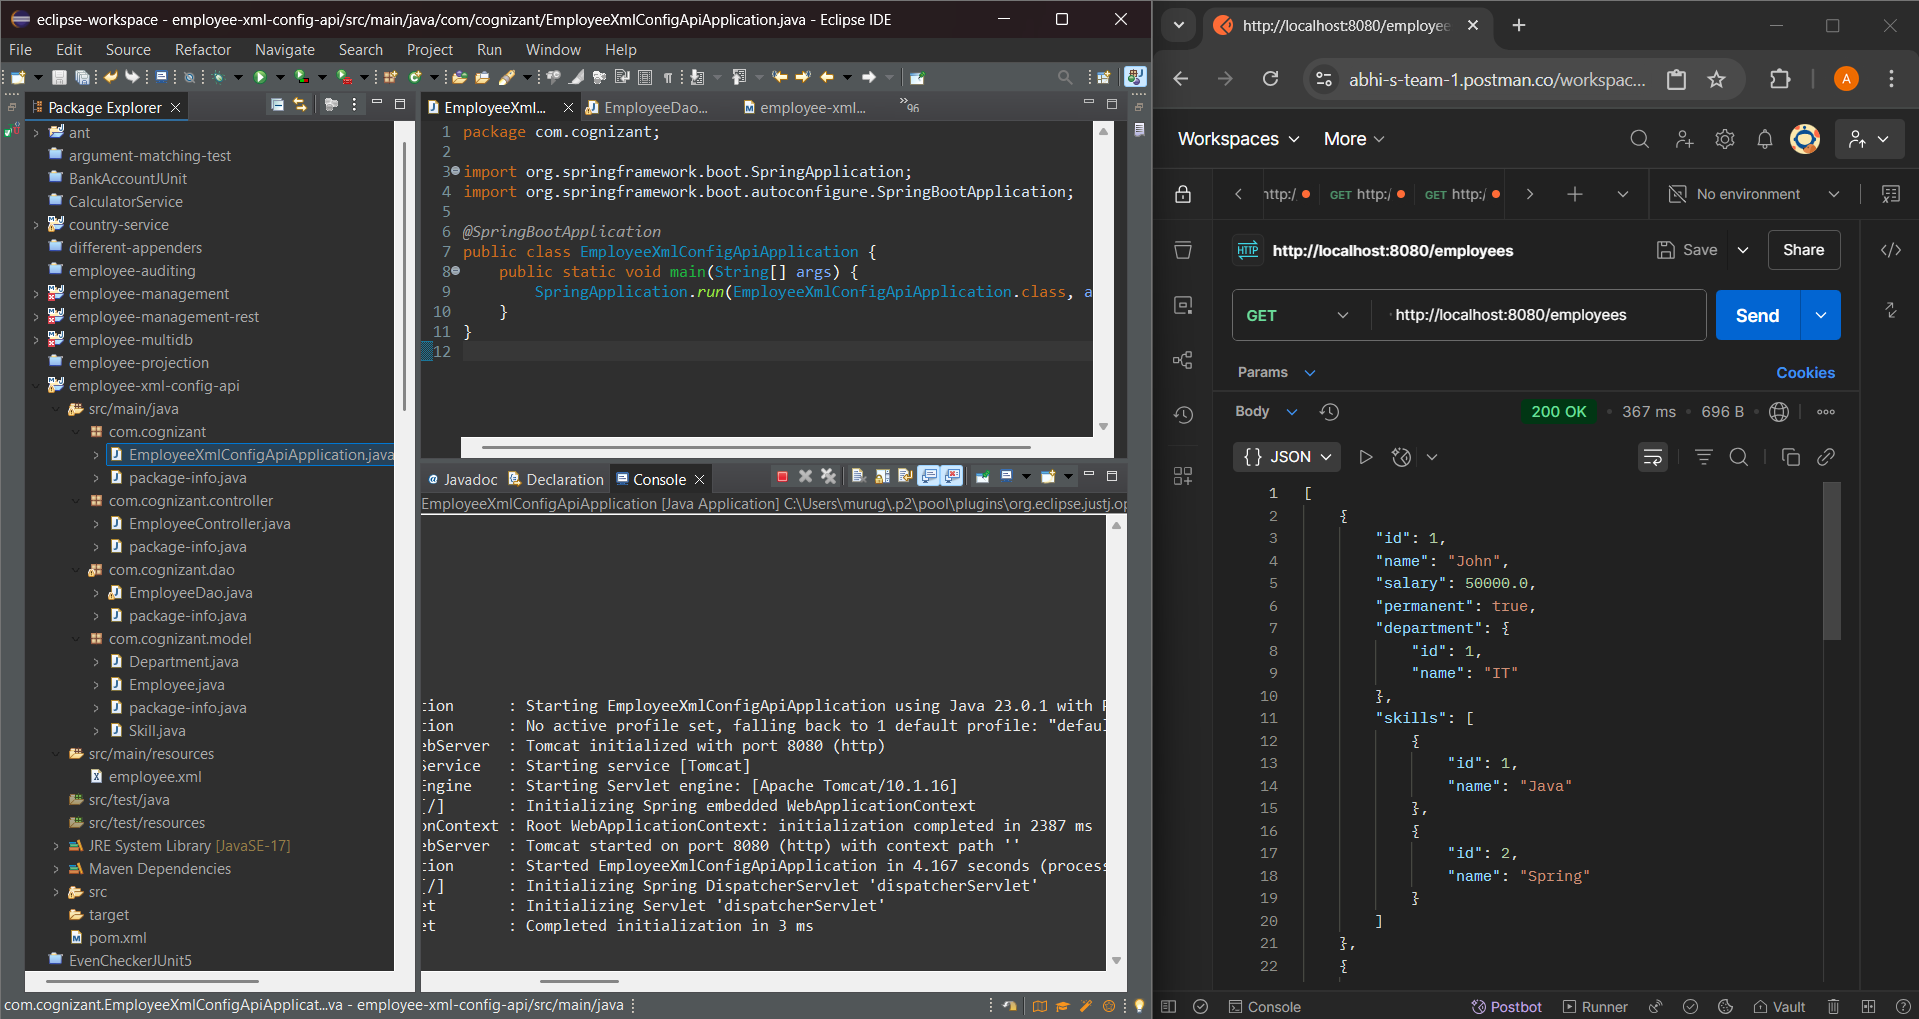 eclipse-workspace - employee-xml-config-api/src/main/java/com/cognizant/EmployeeXmlConfigApiApplication.java - Eclipse IDE
File Edit Source Refactor Navigate Search Project Run Window Help
Package Explorer
ant
argument-matching-test
BankAccountJUnit
CalculatorService
country-service
different-appenders
employee-auditing
employee-management
employee-management-rest
employee-multidb
employee-projection
employee-xml-config-api
src/main/java
com.cognizant
EmployeeXmlConfigApiApplication.java
package-info.java
com.cognizant.controller
EmployeeController.java
package-info.java
com.cognizant.dao
EmployeeDao.java
package-info.java
com.cognizant.model
Department.java
Employee.java
package-info.java
Skill.java
src/main/resources
employee.xml
src/test/java
src/test/resources
JRE System Library [JavaSE-17]
Maven Dependencies
src
target
pom.xml
EvenCheckerJUnit5
EmployeeXml... EmployeeDao... employee-xml... »96
1 package com.cognizant;
2
3 import org.springframework.boot.SpringApplication;
4 import org.springframework.boot.autoconfigure.SpringBootApplication;
5
6 @SpringBootApplication
7 public class EmployeeXmlConfigApiApplication {
8 public static void main(String[] args) {
9 SpringApplication.run(EmployeeXmlConfigApiApplication.class, a
10 }
11 }
12
Javadoc Declaration Console
EmployeeXmlConfigApiApplication [Java Application] C:\Users\murug\.p2\pool\plugins\org.eclipse.justj.op
tion : Starting EmployeeXmlConfigApiApplication using Java 23.0.1 with P
tion : No active profile set, falling back to 1 default profile: "defaul
ebServer : Tomcat initialized with port 8080 (http)
Service : Starting service [Tomcat]
Engine : Starting Servlet engine: [Apache Tomcat/10.1.16]
[/] : Initializing Spring embedded WebApplicationContext
onContext : Root WebApplicationContext: initialization completed in 2387 ms
ebServer : Tomcat started on port 8080 (http) with context path ''
tion : Started EmployeeXmlConfigApiApplication in 4.167 seconds (process
[/] : Initializing Spring DispatcherServlet 'dispatcherServlet'
et : Initializing Servlet 'dispatcherServlet'
et : Completed initialization in 3 ms
com.cognizant.EmployeeXmlConfigApiApplicat...va - employee-xml-config-api/src/main/java
http://localhost:8080/employee
abhi-s-team-1.postman.co/workspac... A
Workspaces More
http:/ GET http:/ GET http:/ No environment
HTTP http://localhost:8080/employees Save Share
GET http://localhost:8080/employees Send
Params Cookies
Body 200 OK 367 ms 696 B
{} JSON
1 [
2 {
3 "id": 1,
4 "name": "John",
5 "salary": 50000.0,
6 "permanent": true,
7 "department": {
8 "id": 1,
9 "name": "IT"
10 },
11 "skills": [
12 {
13 "id": 1,
14 "name": "Java"
15 },
16 {
17 "id": 2,
18 "name": "Spring"
19 }
20 ]
21 },
22 {
Console Postbot Runner Vault